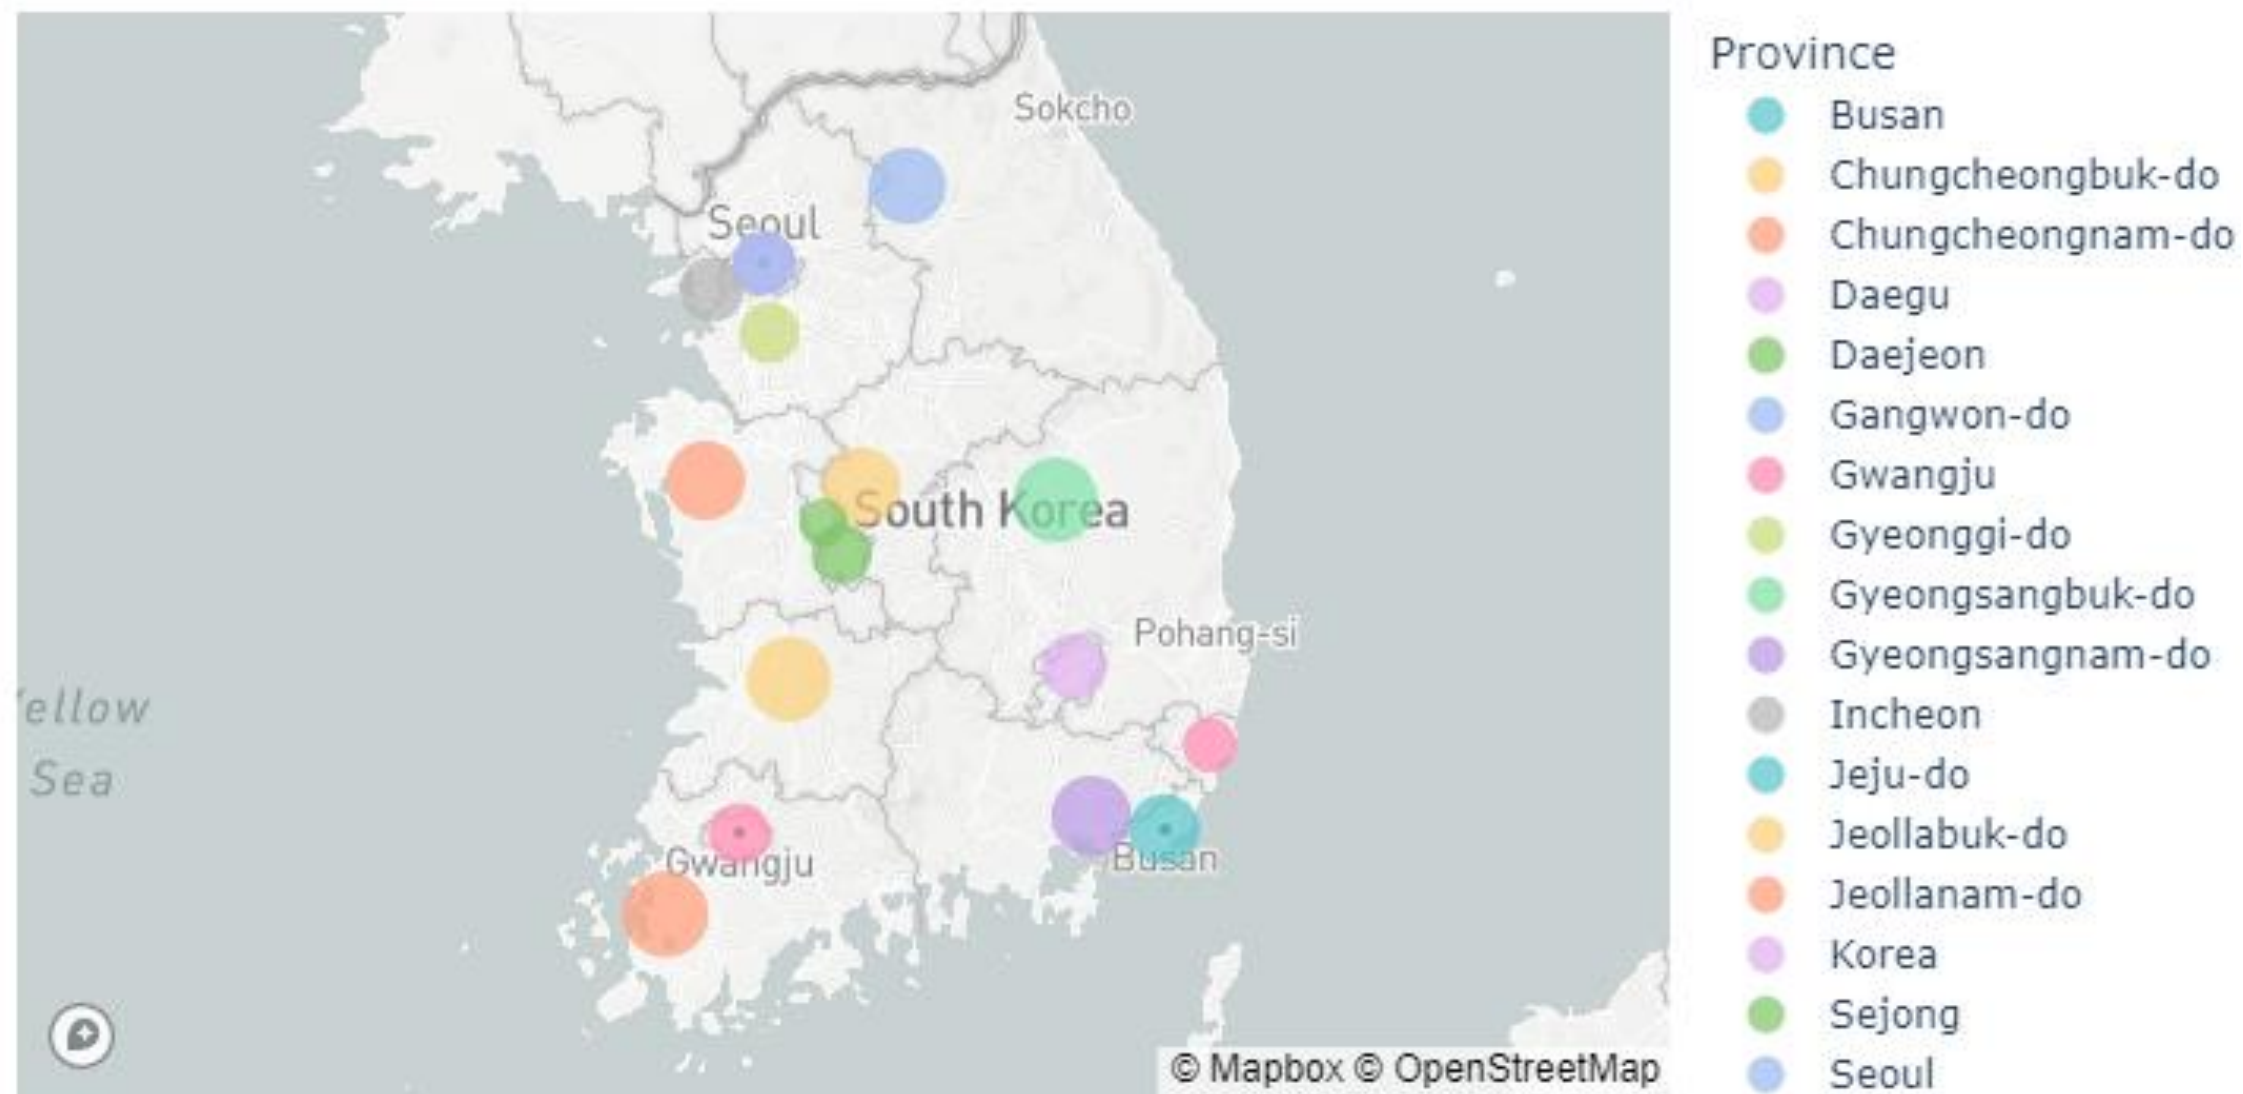 Sokcho
Seoul
South Korea
Pohang-si
ellow
Sea
Gwangju
Busan
© Mapbox © OpenStreetMap
Province
Busan
Chungcheongbuk-do
Chungcheongnam-do
Daegu
Daejeon
Gangwon-do
Gwangju
Gyeonggi-do
Gyeongsangbuk-do
Gyeongsangnam-do
Incheon
Jeju-do
Jeollabuk-do
Jeollanam-do
Korea
Sejong
Seoul